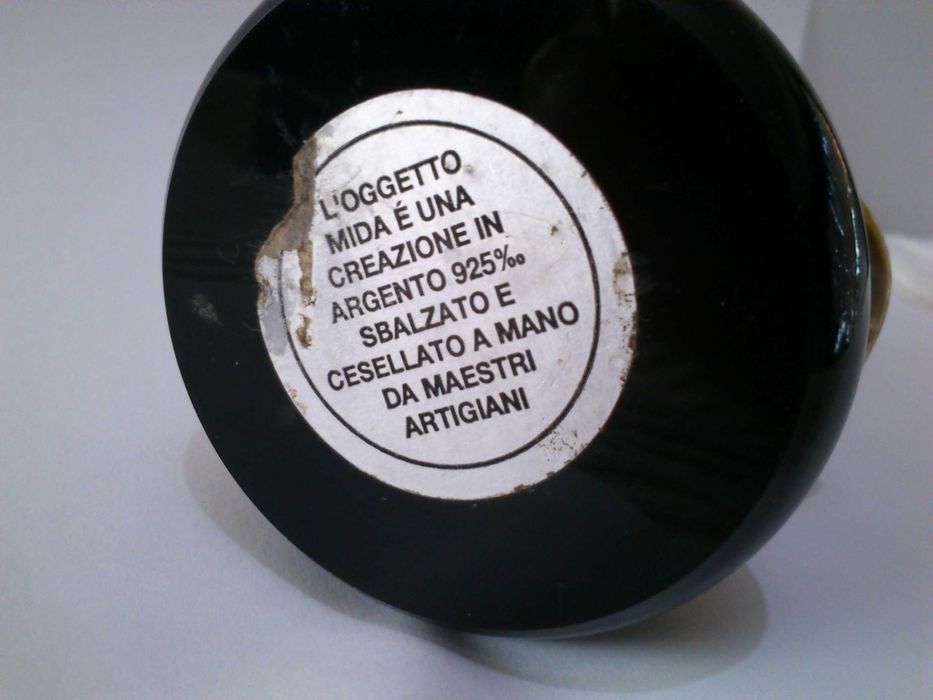 L'OGGETTO
MIDA É UNA
CREAZIONE IN
ARGENTO 925‰
SBALZATO E
CESELLATO A MANO
DA MAESTRI
ARTIGIANI